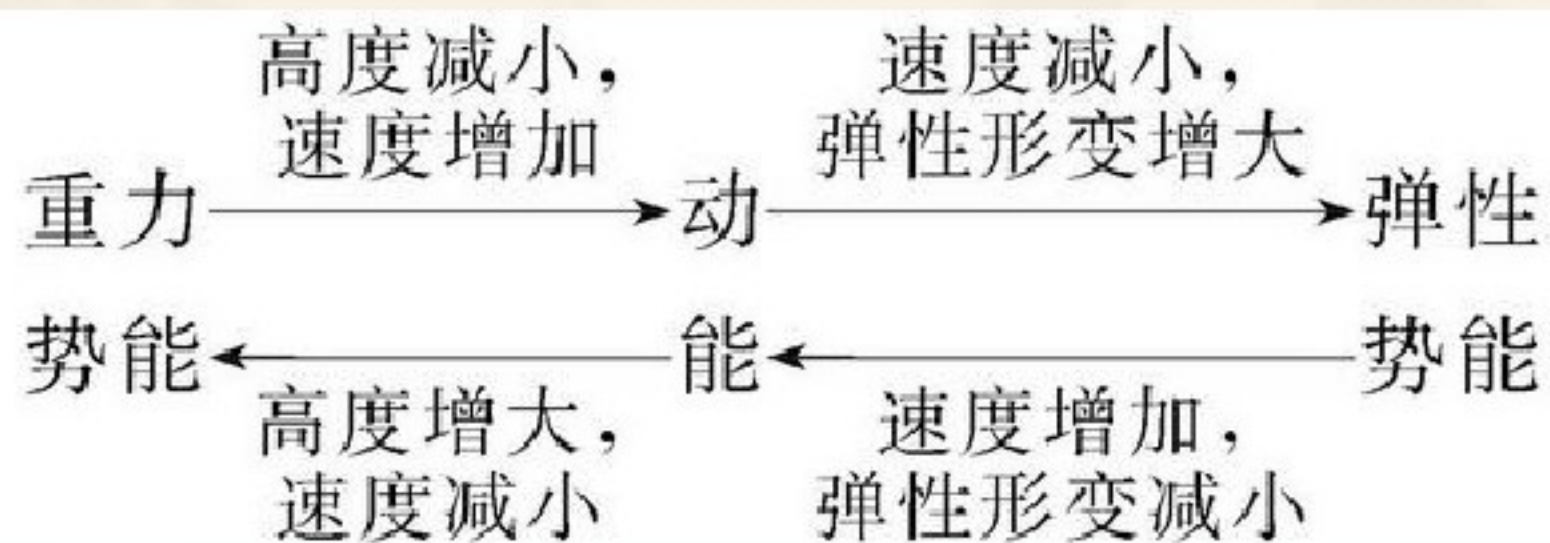 高度减小，
速度增加
速度减小，
弹性形变增大
重力
动
弹性
势能
能
势能
高度增大，
速度减小
速度增加，
弹性形变减小